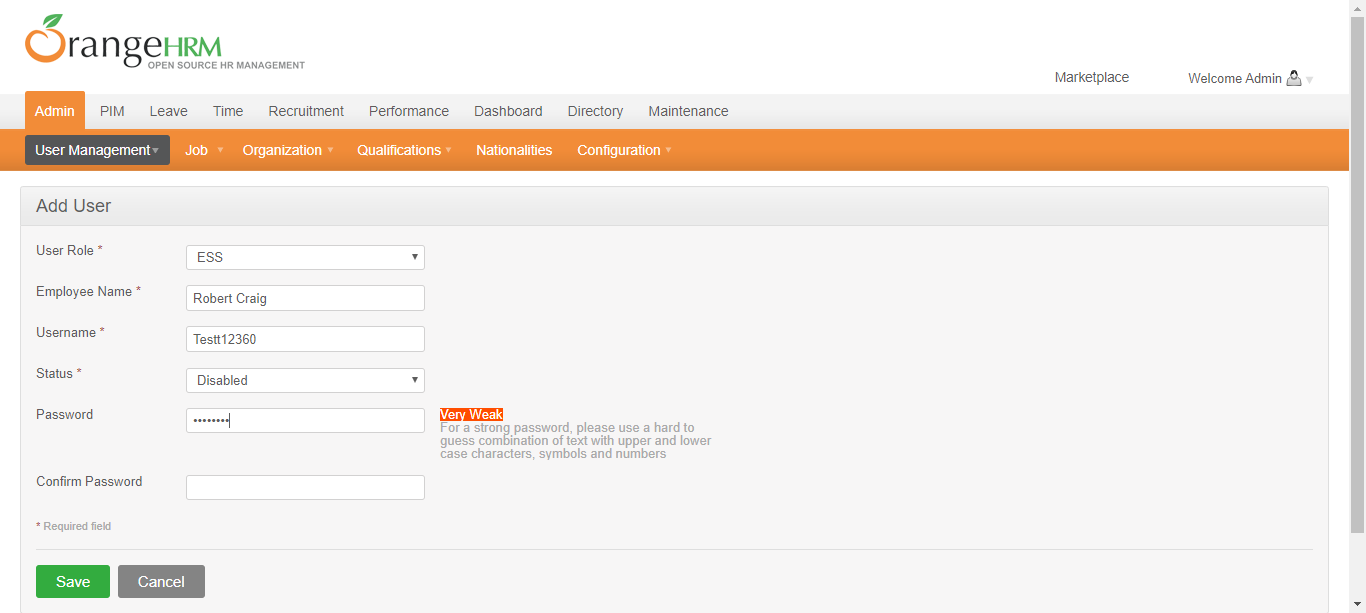 OrangeHRM
OPEN SOURCE HR MANAGEMENT
Marketplace Welcome Admin
Admin PIM Leave Time Recruitment Performance Dashboard Directory Maintenance
User Management Job Organization Qualifications Nationalities Configuration
Add User
User Role * ESS
Employee Name * Robert Craig
Username * Testt12360
Status * Disabled
Password •••••••• Very Weak
For a strong password, please use a hard to
guess combination of text with upper and lower
case characters, symbols and numbers
Confirm Password
* Required field
Save Cancel